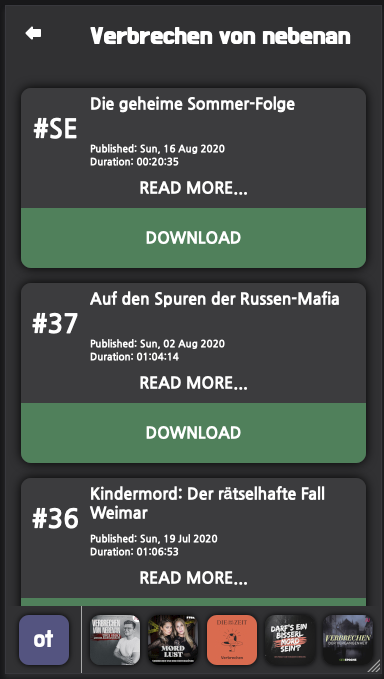 Verbrechen von nebenan
#SE
Die geheime Sommer-Folge
Published: Sun, 16 Aug 2020
Duration: 00:20:35
READ MORE...
DOWNLOAD
#37
Auf den Spuren der Russen-Mafia
Published: Sun, 02 Aug 2020
Duration: 01:04:14
READ MORE...
DOWNLOAD
#36
Kindermord: Der rätselhafte Fall
Weimar
Published: Sun, 19 Jul 2020
Duration: 01:06:53
READ MORE...
ot
VERBRECHEN
VON NEBENAN
MORD
LUST
DIE ZEIT
Verbrechen
DARF'S EIN
BISSERL
MORD
SEIN?
VERBRECHEN